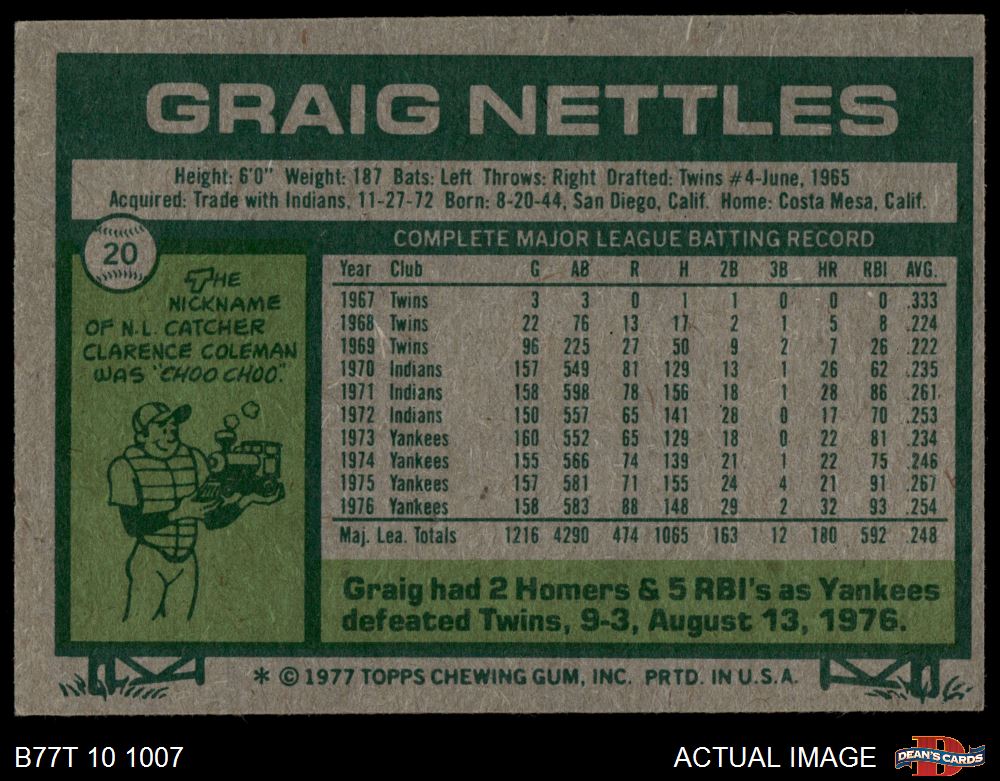 GRAIG NETTLES
Height: 6'0" Weight: 187 Bats: Left Throws: Right Drafted: Twins #4-June, 1965
Acquired: Trade with Indians, 11-27-72 Born: 8-20-44, San Diego, Calif. Home: Costa Mesa, Calif.
20
THE
NICKNAME
OF N.L. CATCHER
CLARENCE COLEMAN
WAS "CHOO CHOO."
COMPLETE MAJOR LEAGUE BATTING RECORD
Year Club G AB R H 2B 3B HR RBI AVG.
1967 Twins 3 3 0 1 1 0 0 0 .333
1968 Twins 22 76 13 17 2 1 5 8 .224
1969 Twins 96 225 27 50 9 2 7 26 .222
1970 Indians 157 549 81 129 13 1 26 62 .235
1971 Indians 158 598 78 156 18 1 28 86 .261
1972 Indians 150 557 65 141 28 0 17 70 .253
1973 Yankees 160 552 65 129 18 0 22 81 .234
1974 Yankees 155 566 74 139 21 1 22 75 .246
1975 Yankees 157 581 71 155 24 4 21 91 .267
1976 Yankees 158 583 88 148 29 2 32 93 .254
Maj. Lea. Totals 1216 4290 474 1065 163 12 180 592 .248
Graig had 2 Homers & 5 RBI's as Yankees
defeated Twins, 9-3, August 13, 1976.
* © 1977 TOPPS CHEWING GUM, INC. PRTD. IN U.S.A.
B77T 10 1007
ACTUAL IMAGE
D
DEAN'S CARDS